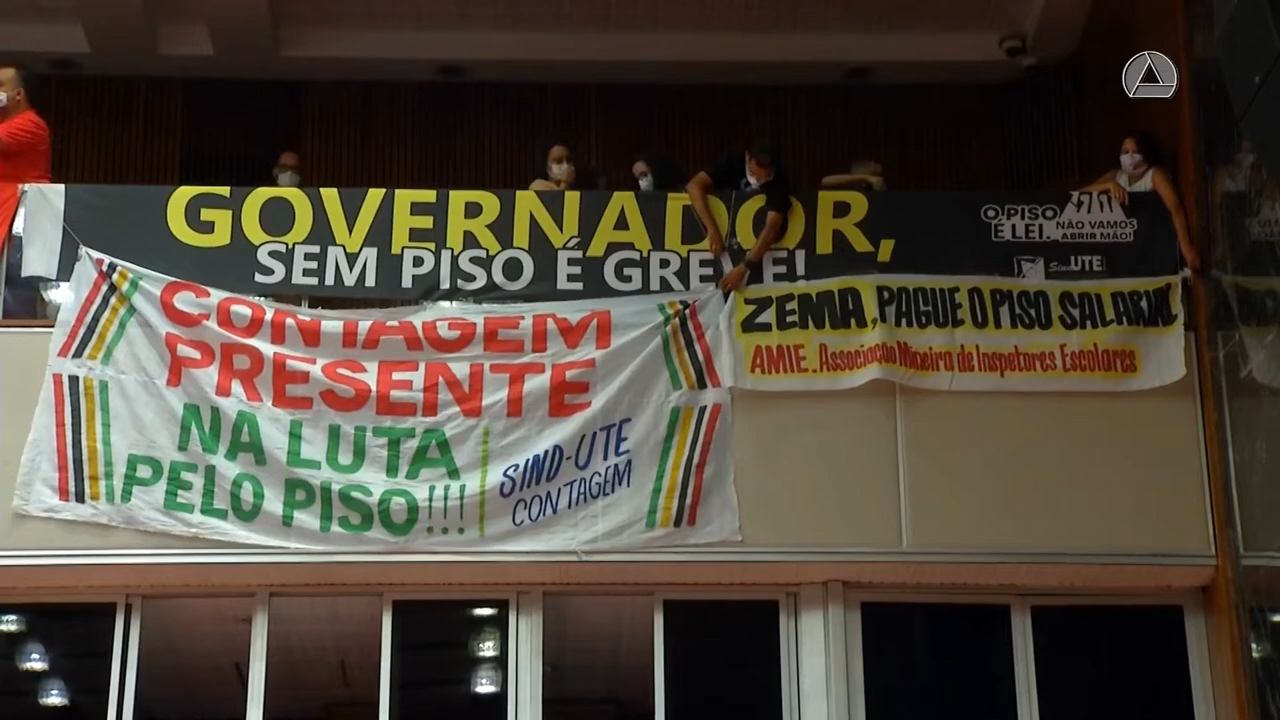 GOVERNADOR,
SEM PISO É GREVE!
O PISO
É LEI.
NÃO VAMOS
ABRIR MÃO!
Sind-UTE
CONTAGEM
PRESENTE
NA LUTA
PELO PISO!!!
SIND-UTE
CONTAGEM
ZEMA, PAGUE O PISO SALARIAL
AMIE. Associação Mineira de Inspetores Escolares